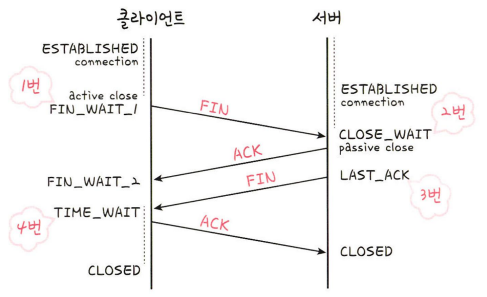 클라이언트
서버
ESTABLISHED
connection
1번
active close
FIN_WAIT_1
FIN
ESTABLISHED
connection
2번
CLOSE_WAIT
passive close
ACK
FIN_WAIT_2
FIN
LAST_ACK
3번
TIME_WAIT
4번
ACK
CLOSED
CLOSED